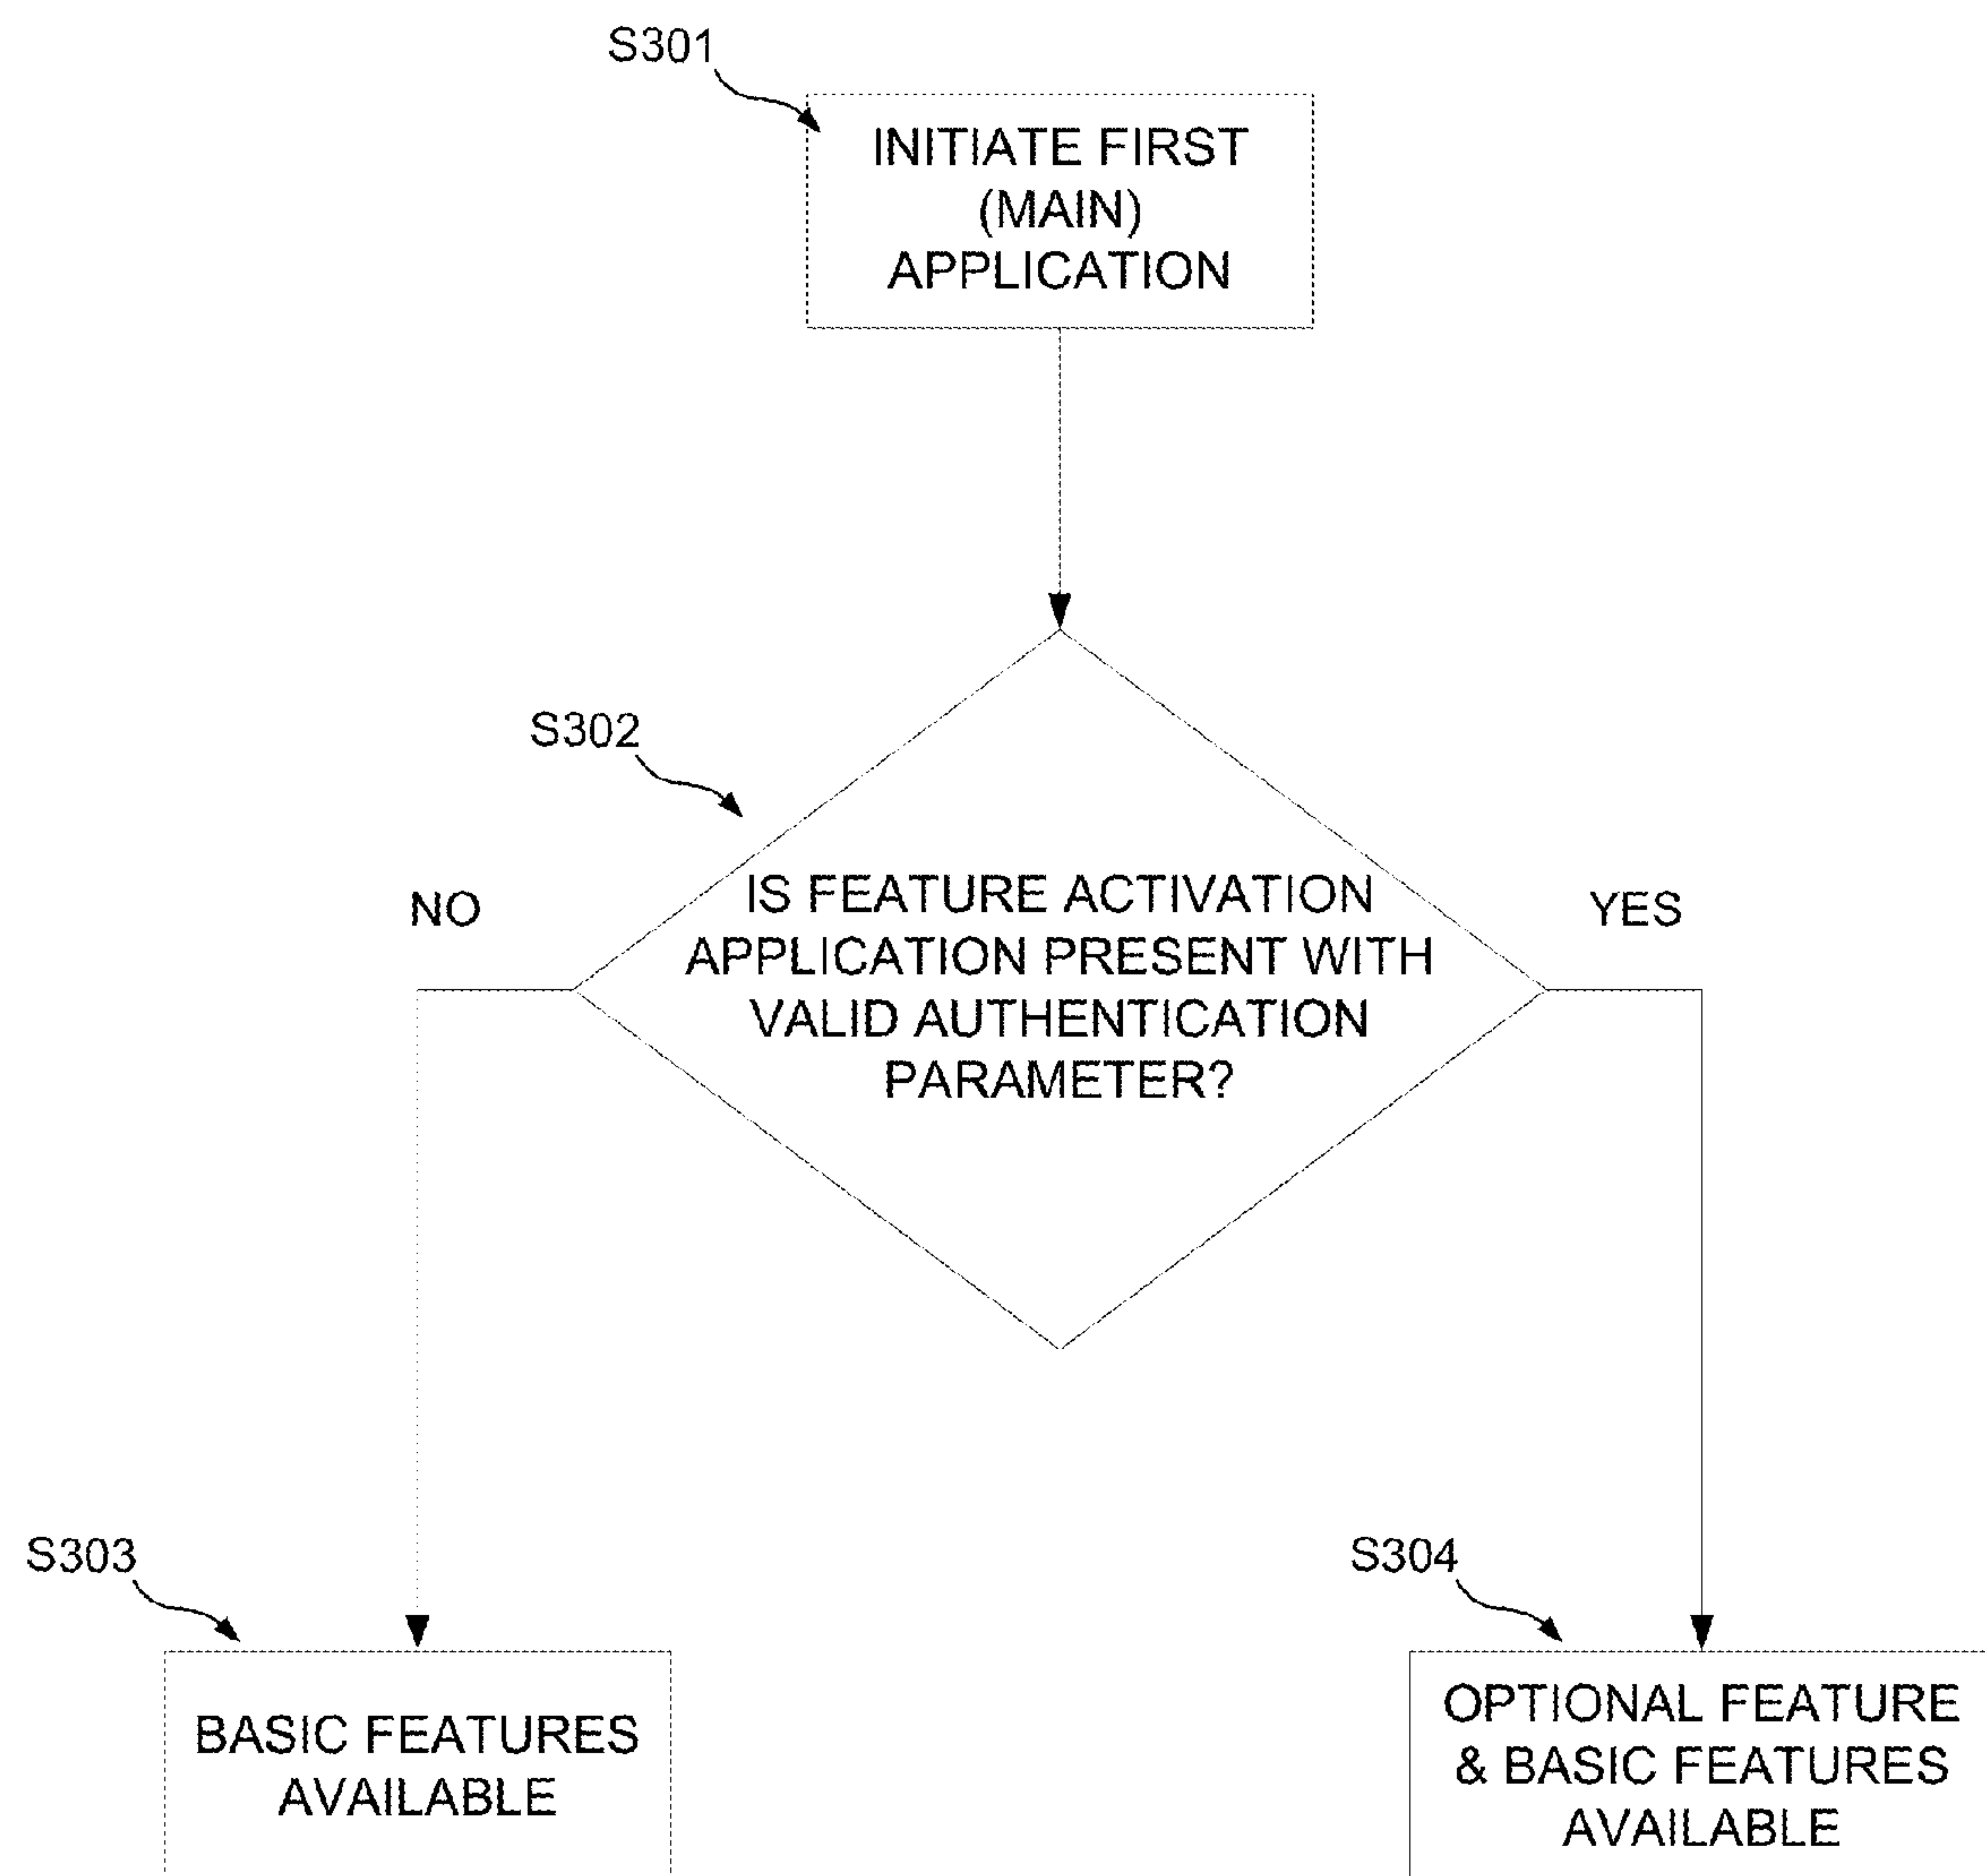 S301
INITIATE FIRST
(MAIN)
APPLICATION
S302
NO
IS FEATURE ACTIVATION
APPLICATION PRESENT WITH
VALID AUTHENTICATION
PARAMETER?
YES
S303
BASIC FEATURES
AVAILABLE
S304
OPTIONAL FEATURE
& BASIC FEATURES
AVAILABLE